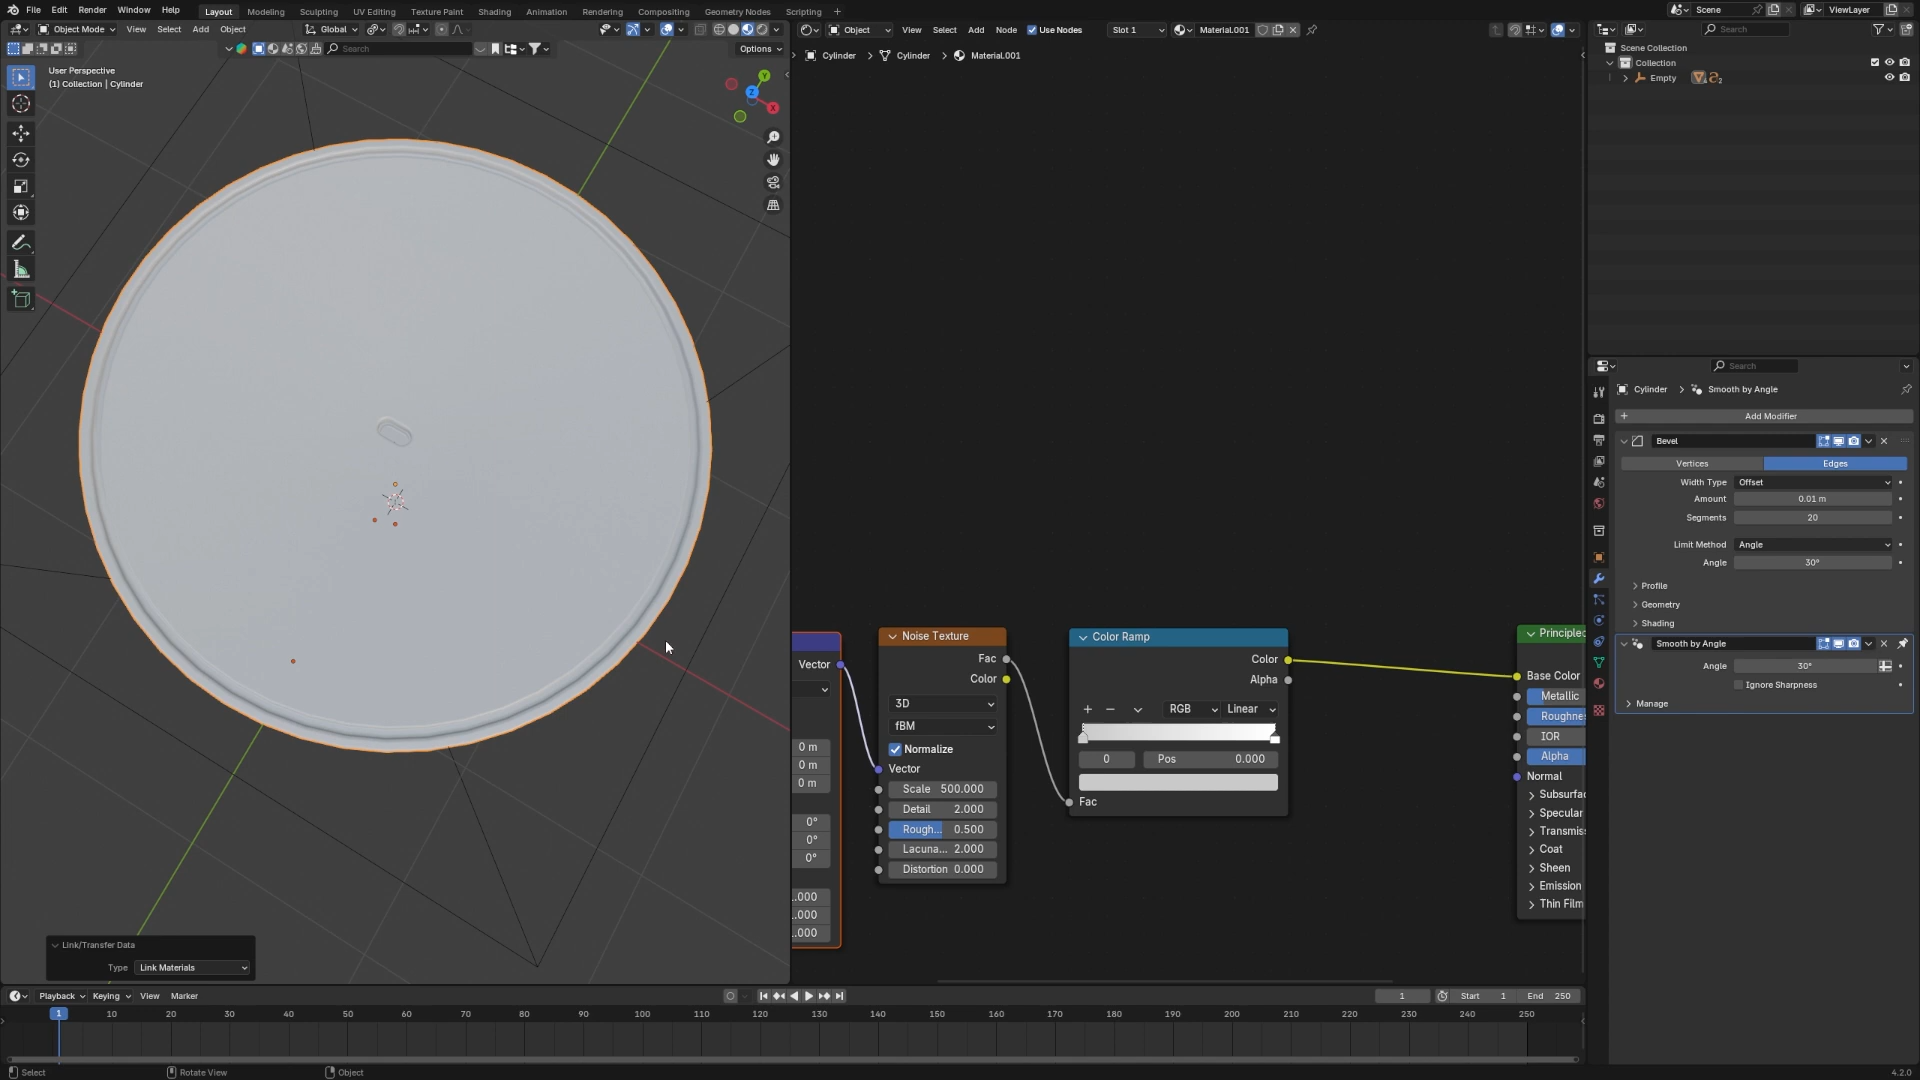 File Edit Render Window Help Layout Modeling Sculpting UV Editing Texture Paint Shading Animation Rendering Compositing Geometry Nodes Scripting + Scene ViewLayer
Object Mode View Select Add Object Global
Search Options
User Perspective
(1) Collection | Cylinder
Y
Z
X
Link/Transfer Data
Type Link Materials
Object View Select Add Node Use Nodes Slot 1 Material.001
Cylinder > Cylinder > Material.001
Vector
0 m
0 m
0 m
0°
0°
0°
.000
.000
.000
Noise Texture
Fac
Color
3D
fBM
Normalize
Vector
Scale 500.000
Detail 2.000
Rough... 0.500
Lacuna... 2.000
Distortion 0.000
Color Ramp
Color
Alpha
RGB Linear
0 Pos 0.000
Fac
Principled
Base Color
Metallic
Roughne
IOR
Alpha
Normal
Subsurfac
Specular
Transmis
Coat
Sheen
Emission
Thin Film
Search
Scene Collection
Collection
Empty
Search
Cylinder > Smooth by Angle
+ Add Modifier
Bevel
Vertices Edges
Width Type Offset
Amount 0.01 m
Segments 20
Limit Method Angle
Angle 30°
Profile
Geometry
Shading
Smooth by Angle
Angle 30°
Ignore Sharpness
Manage
Playback Keying View Marker 1 Start 1 End 250
1 10 20 30 40 50 60 70 80 90 100 110 120 130 140 150 160 170 180 190 200 210 220 230 240 250
Select Rotate View Object 4.2.0